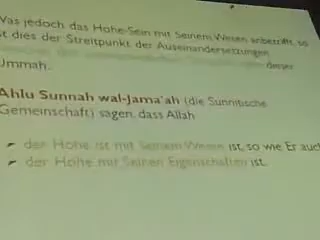 Was jedoch das Hohe-Sein mit Seinem Wesen anbetrifft, so
ist dies der Streitpunkt der Auseinandersetzungen
dieser
Ummah.
Ahlu Sunnah wal-Jama'ah (die Sunnitische
Gemeinschaft) sagen, dass Allah
der Hohe ist mit Seinem Wesen ist, so wie Er auch
der Hohe mit Seinen Eigenschaften ist.